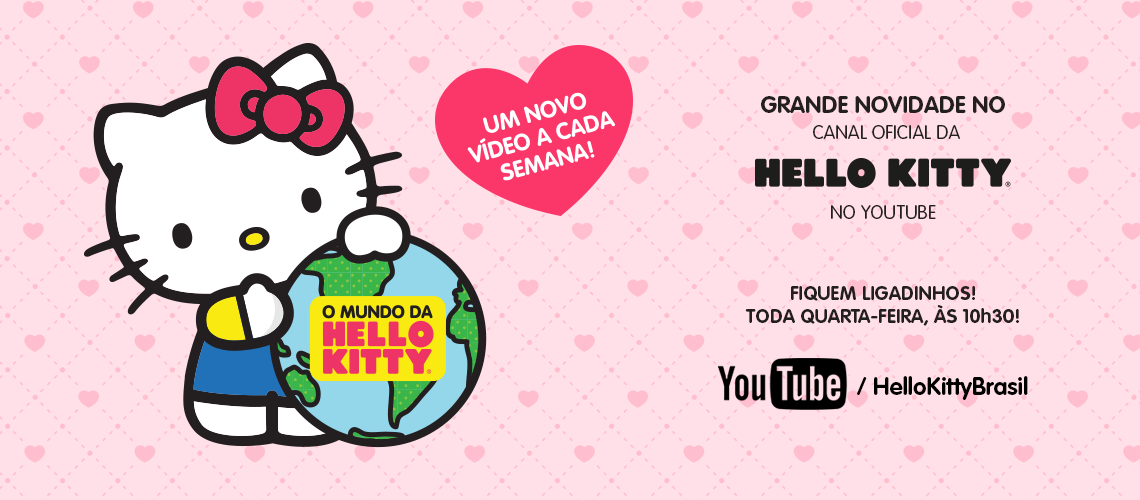 UM NOVO
VÍDEO A CADA
SEMANA!
O MUNDO DA
HELLO
KITTY®
GRANDE NOVIDADE NO
CANAL OFICIAL DA
HELLO KITTY®
NO YOUTUBE
FIQUEM LIGADINHOS!
TODA QUARTA-FEIRA, ÀS 10h30!
YouTube / HelloKittyBrasil